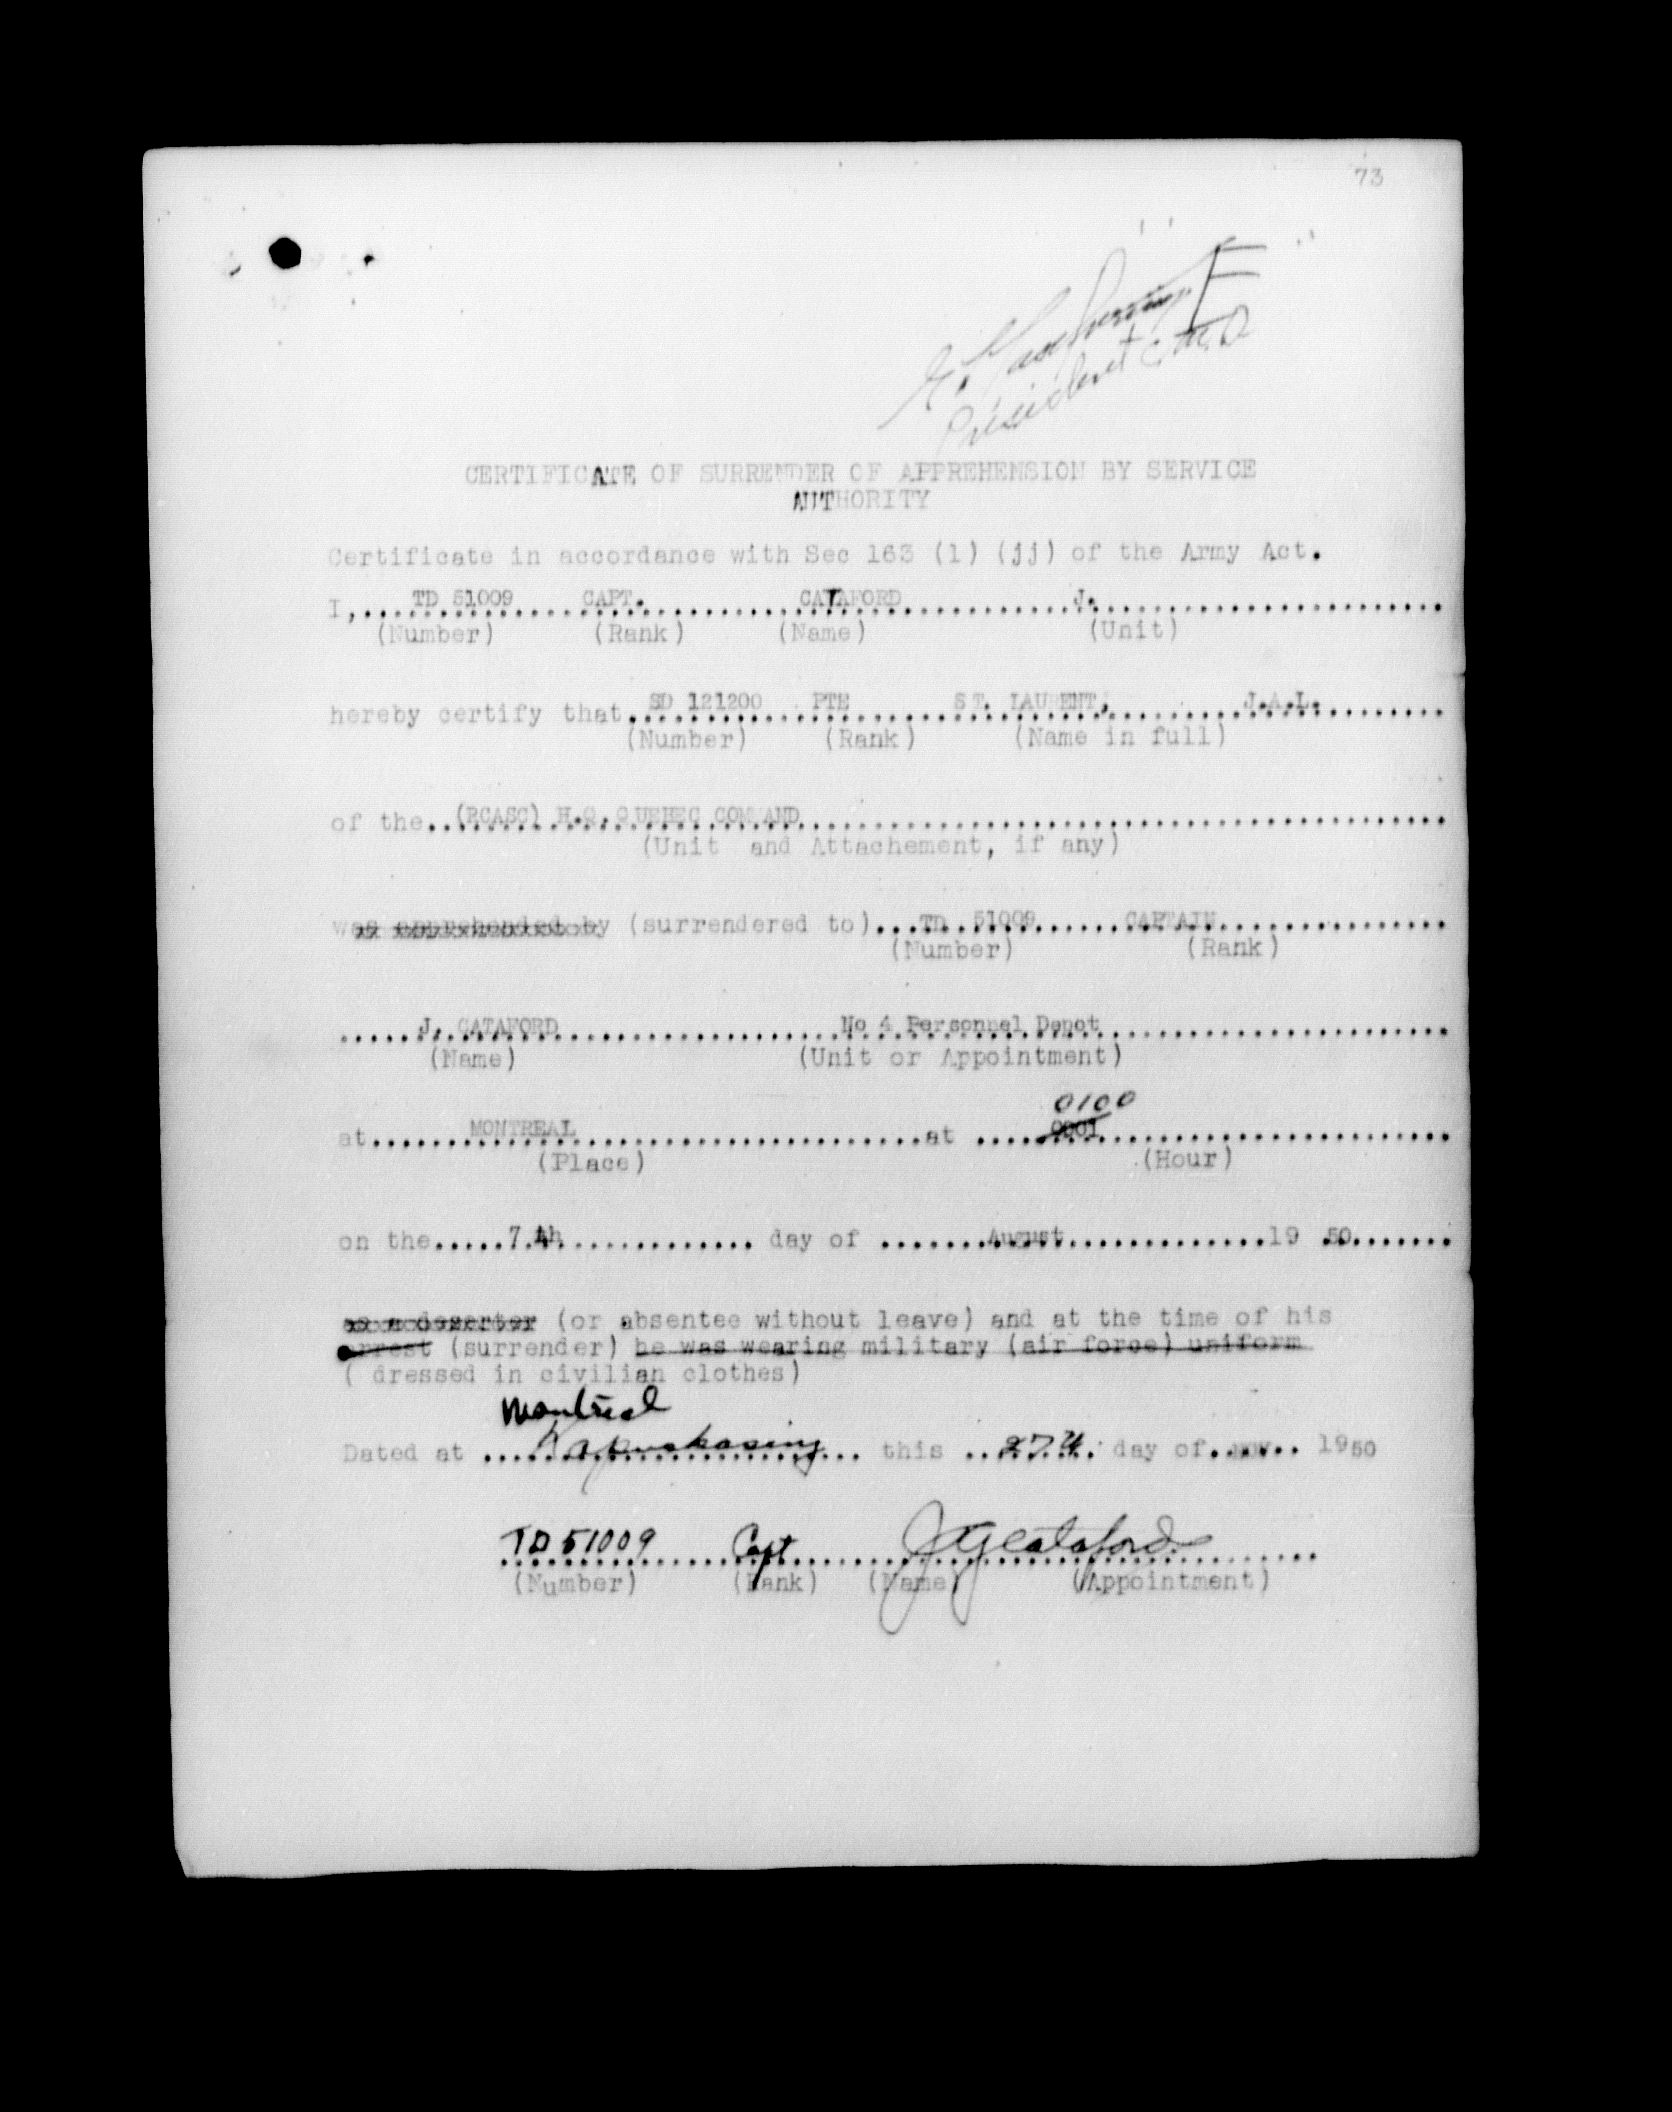 73
President C.M.
CERTIFICATE OF SURRENDER OF APPREHENSION BY SERVICE
AUTHORITY
Certificate in accordance with Sec 163 (1) (jj) of the Army Act.
I,....TD 51009......CAPT...............CATAFORD...............J.......................
(Number) (Rank) (Name) (Unit)
hereby certify that..SD 121200....PTE.........ST. LAURENT,............J.A.L...........
(Number) (Rank) (Name in full)
of the..(RCASC) H.Q. QUEBEC COMMAND......................................................
(Unit and Attachement, if any)
was apprehended by (surrendered to)...TD 51009.........CAPTAIN...................
(Number) (Rank)
.....J. CATAFORD........................No 4 Personnel Depot.............................
(Name) (Unit or Appointment)
0100
at........MONTREAL..............................at .....0001..............................
(Place) (Hour)
on the.....7th............... day of ........August...................19 50.......
as a deserter (or absentee without leave) and at the time of his
arrest (surrender) he was wearing military (air force) uniform
( dressed in civilian clothes)
Montreal
Dated at ....Kapuskasing.... this ..27th.. day of..NOV... 1950
TD 51009 Capt JGCataford
(Number) (Rank) (Name) (Appointment)